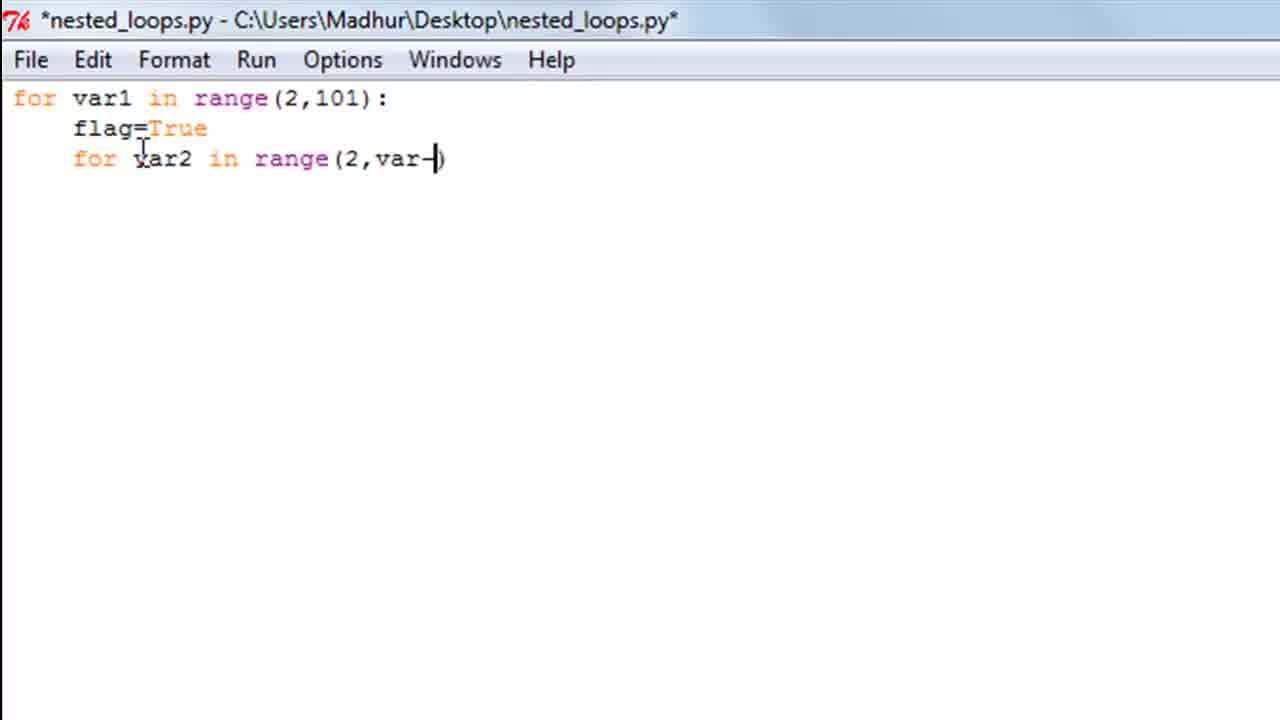 *nested_loops.py - C:\Users\Madhur\Desktop\nested_loops.py*
File Edit Format Run Options Windows Help
for var1 in range(2,101):
    flag=True
    for var2 in range(2,var-)